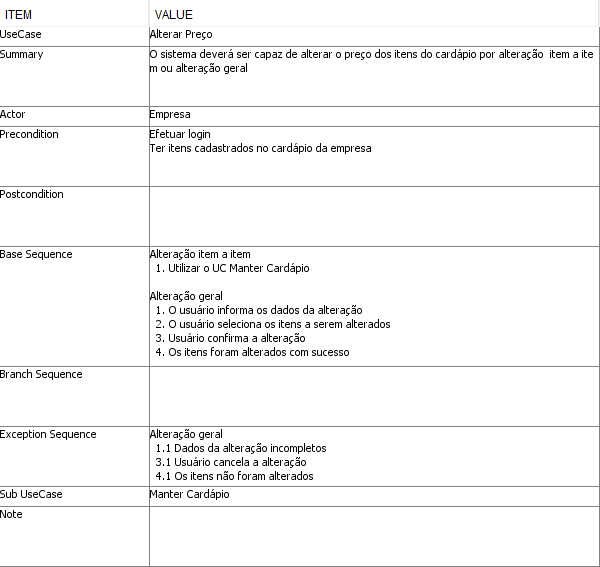 ITEM VALUE
UseCase Alterar Preço
Summary O sistema deverá ser capaz de alterar o preço dos itens do cardápio por alteração  item a ite
m ou alteração geral
Actor Empresa
Precondition Efetuar login
Ter itens cadastrados no cardápio da empresa
Postcondition
Base Sequence Alteração item a item
1. Utilizar o UC Manter Cardápio
Alteração geral
1. O usuário informa os dados da alteração
2. O usuário seleciona os itens a serem alterados
3. Usuário confirma a alteração
4. Os itens foram alterados com sucesso
Branch Sequence
Exception Sequence Alteração geral
1.1 Dados da alteração incompletos
3.1 Usuário cancela a alteração
4.1 Os itens não foram alterados
Sub UseCase Manter Cardápio
Note